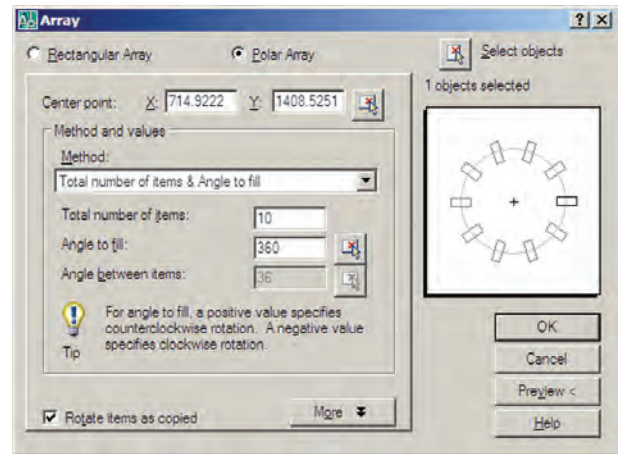 Array
Rectangular Array Polar Array Select objects
1 objects selected
Center point: X: 714.9222 Y: 1408.5251
Method and values
Method:
Total number of items & Angle to fill
Total number of items: 10
Angle to fill: 360
Angle between items: 36
For angle to fill, a positive value specifies
counterclockwise rotation. A negative value
specifies clockwise rotation.
Tip
Rotate items as copied More
OK
Cancel
Preview <
Help